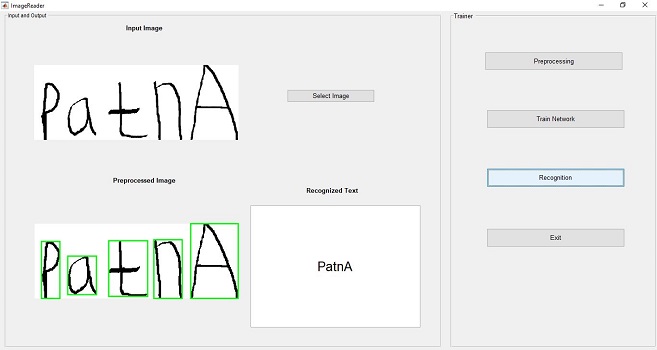 ImageReader
Input and Output
Trainer
Input Image
PatnA
Select Image
Preprocessing
Train Network
Preprocessed Image
Recognized Text
Recognition
PatnA
PatnA
Exit